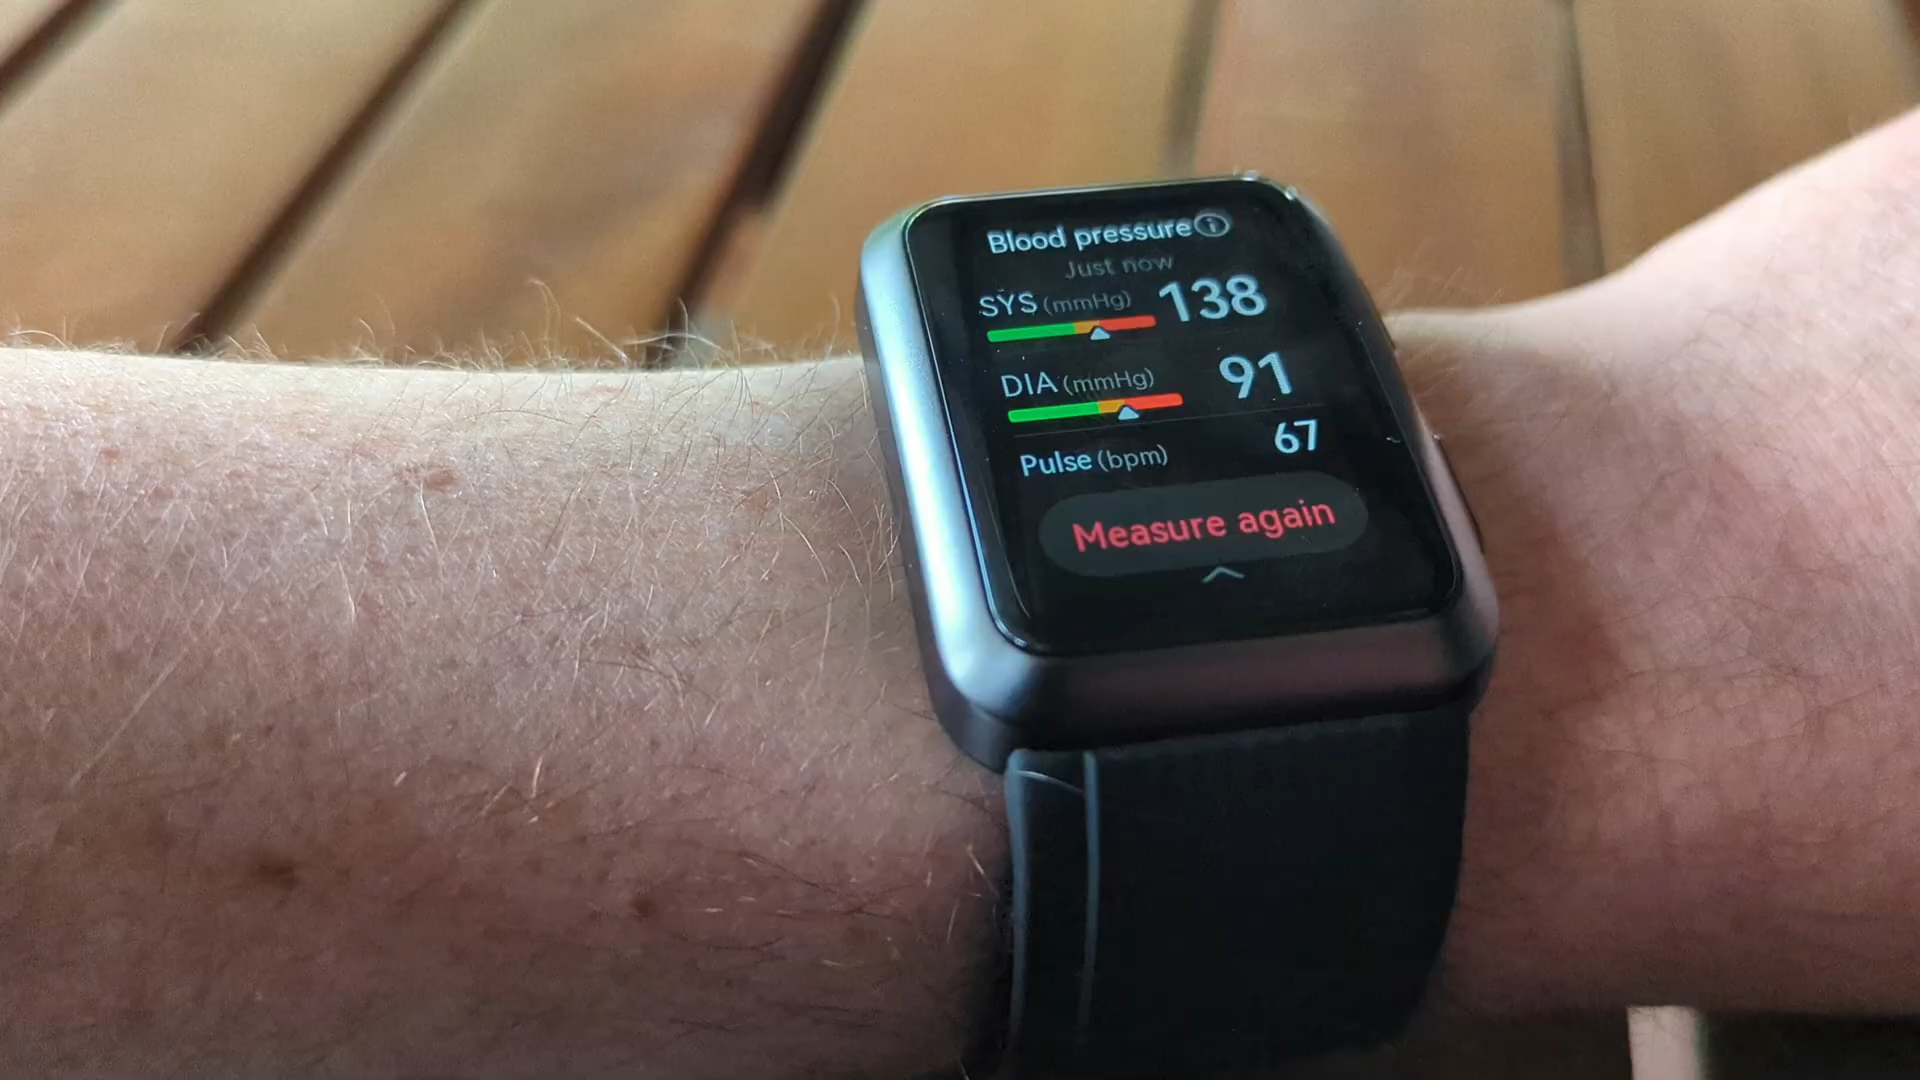 Blood pressure
Just now
SYS (mmHg) 138
DIA (mmHg) 91
Pulse (bpm) 67
Measure again